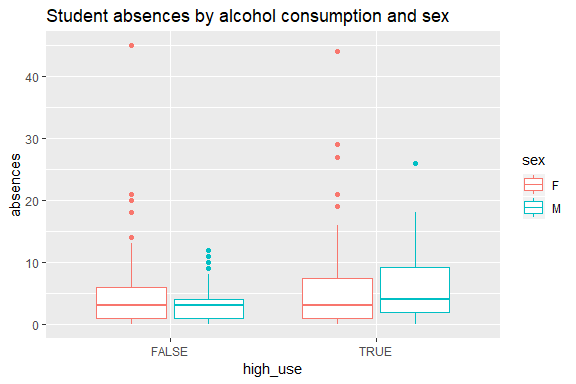 Student absences by alcohol consumption and sex
absences
40
30
20
10
0
FALSE
TRUE
high_use
sex
F
M